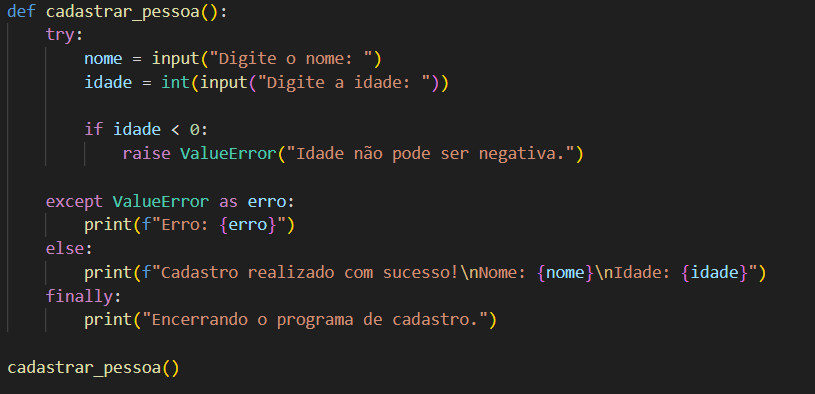 def cadastrar_pessoa():
    try:
        nome = input("Digite o nome: ")
        idade = int(input("Digite a idade: "))

        if idade < 0:
            raise ValueError("Idade não pode ser negativa.")

    except ValueError as erro:
        print(f"Erro: {erro}")
    else:
        print(f"Cadastro realizado com sucesso!\nNome: {nome}\nIdade: {idade}")
    finally:
        print("Encerrando o programa de cadastro.")

cadastrar_pessoa()